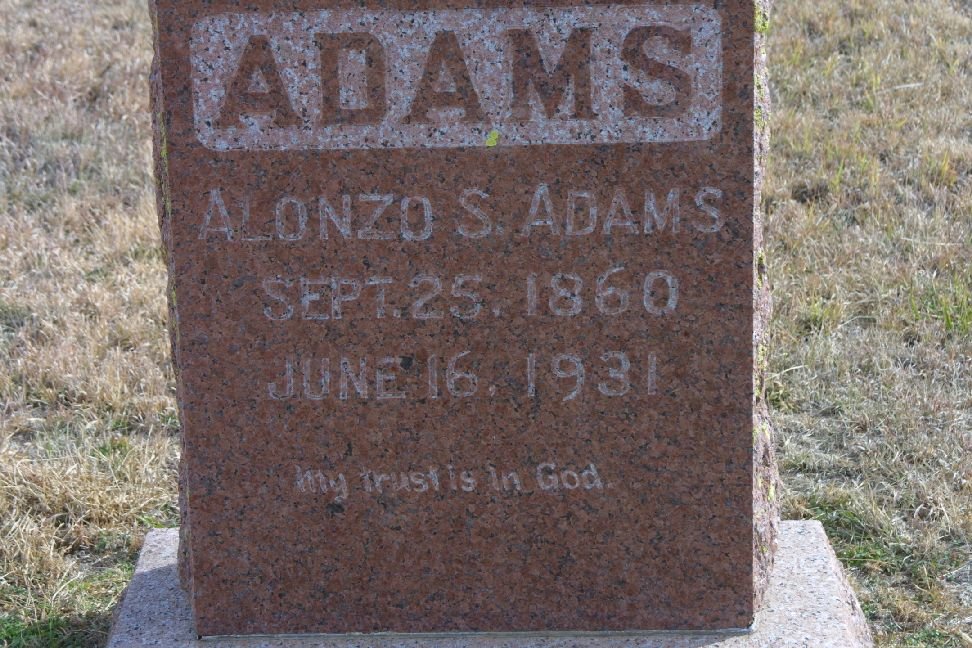 ADAMS
ALONZO S. ADAMS
SEPT. 25, 1860
JUNE 16, 1931
my trust is in God.